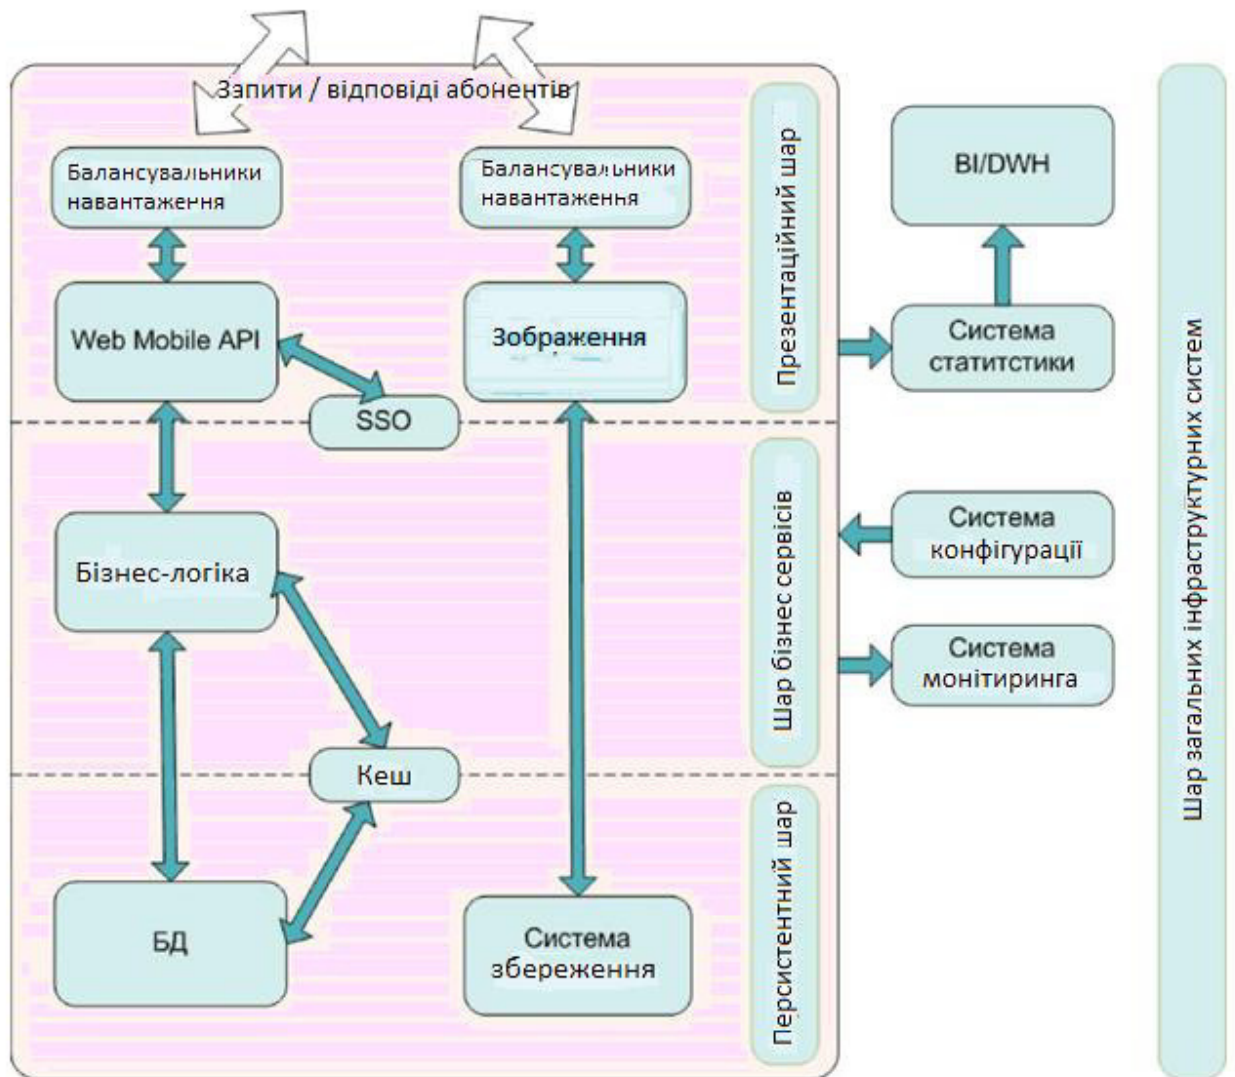 Запити / відповіді абонентів
Балансувальники
навантаження
Балансувальники
навантаження
Web Mobile API
Зображення
SSO
Презентаційний шар
BI/DWH
Система
статитстики
Бізнес-логіка
Шар бізнес сервісів
Система
конфігурації
Система
монітиринга
Кеш
БД
Система
збереження
Персистентний шар
Шар загальних інфраструктурних систем